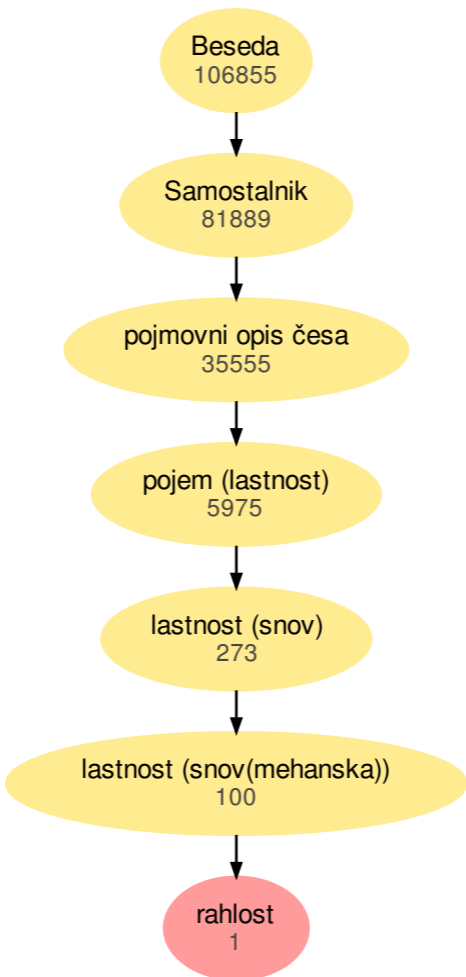 Beseda
106855
Samostalnik
81889
pojmovni opis česa
35555
pojem (lastnost)
5975
lastnost (snov)
273
lastnost (snov(mehanska))
100
rahlost
1